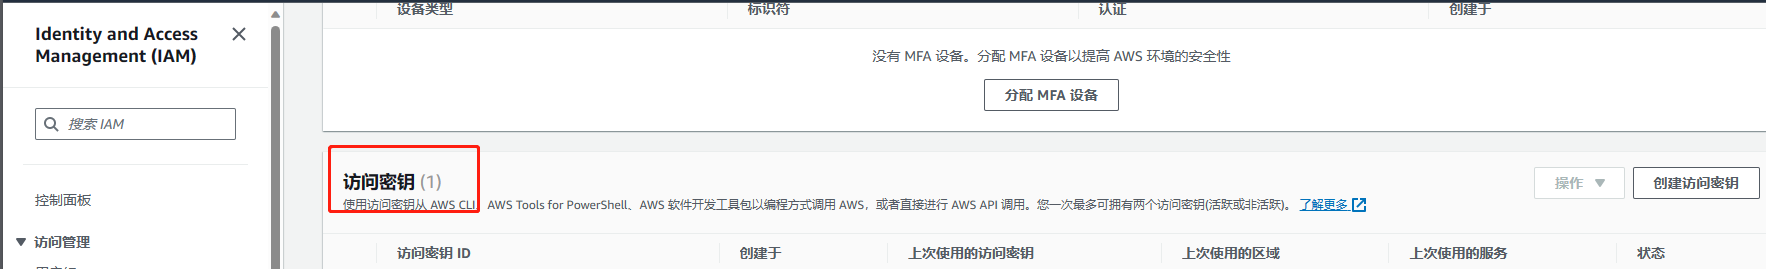 设备类型 标识符 认证 创建于
Identity and Access
Management (IAM)
没有 MFA 设备。分配 MFA 设备以提高 AWS 环境的安全性
分配 MFA 设备
搜索 IAM
访问密钥 (1)
操作 创建访问密钥
使用访问密钥从 AWS CLI、AWS Tools for PowerShell、AWS 软件开发工具包以编程方式调用 AWS，或者直接进行 AWS API 调用。您一次最多可拥有两个访问密钥(活跃或非活跃)。 了解更多
控制面板
访问管理
访问密钥 ID 创建于 上次使用的访问密钥 上次使用的区域 上次使用的服务 状态